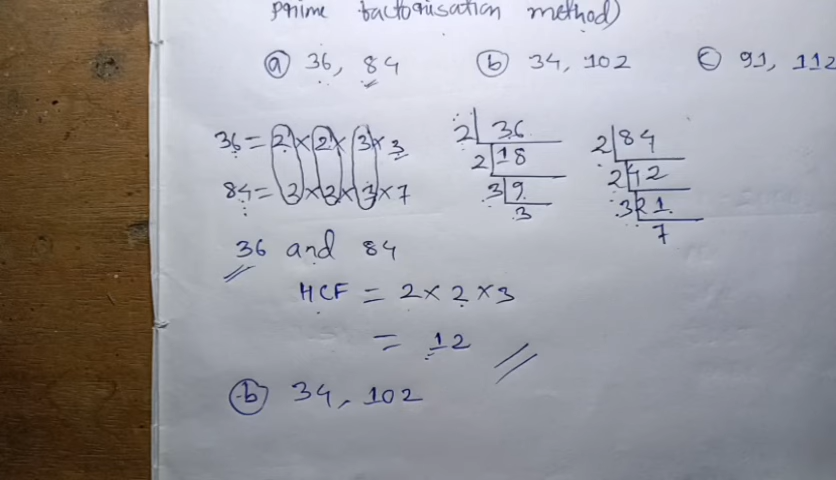 Prime factorisation method)
ⓐ 36, 84 ⓑ 34, 102 ⓒ 91, 112
36 = 2 × 2 × 3 × 3
84 = 2 × 2 × 3 × 7
2 | 36
2 | 18
3 | 9
3
2 | 84
2 | 42
3 | 21
7
36 and 84
HCF = 2 × 2 × 3
= 12
ⓑ 34, 102